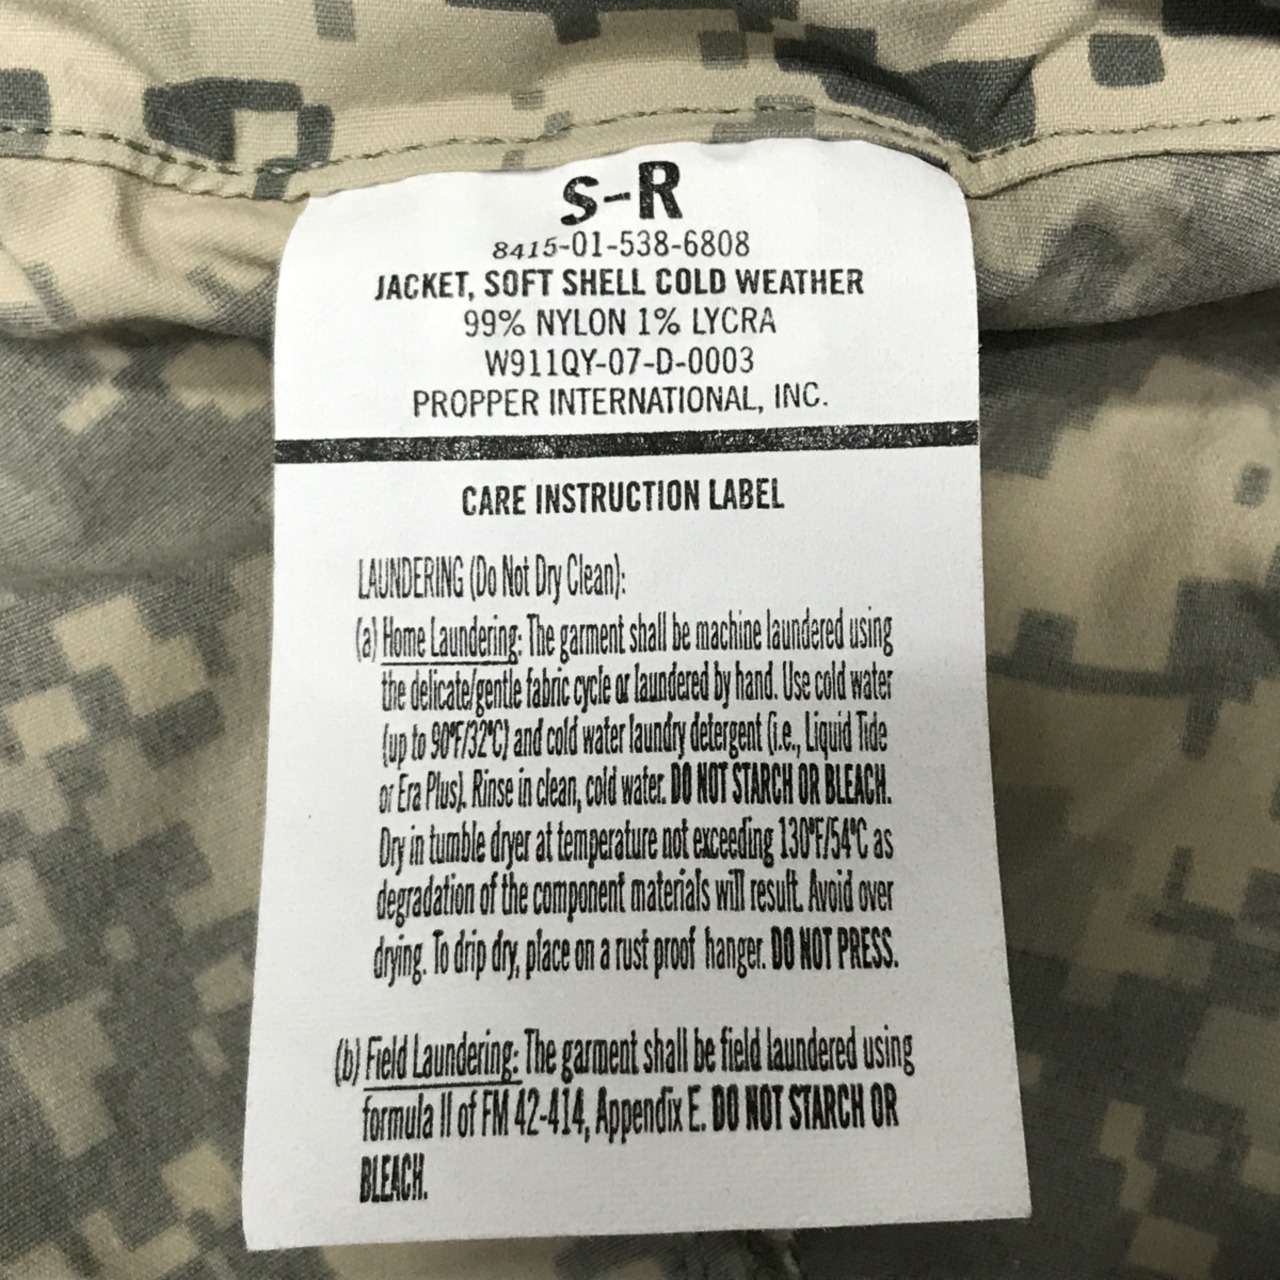 S-R
8415-01-538-6808
JACKET, SOFT SHELL COLD WEATHER
99% NYLON 1% LYCRA
W911QY-07-D-0003
PROPPER INTERNATIONAL, INC.
CARE INSTRUCTION LABEL
LAUNDERING (Do Not Dry Clean):
(a) Home Laundering: The garment shall be machine laundered using
the delicate/gentle fabric cycle or laundered by hand. Use cold water
(up to 90°F/32°C) and cold water laundry detergent (i.e., Liquid Tide
or Era Plus). Rinse in clean, cold water. DO NOT STARCH OR BLEACH.
Dry in tumble dryer at temperature not exceeding 130°F/54°C as
degradation of the component materials will result. Avoid over
drying. To drip dry, place on a rust proof hanger. DO NOT PRESS.
(b) Field Laundering: The garment shall be field laundered using
formula II of FM 42-414, Appendix E. DO NOT STARCH OR
BLEACH.